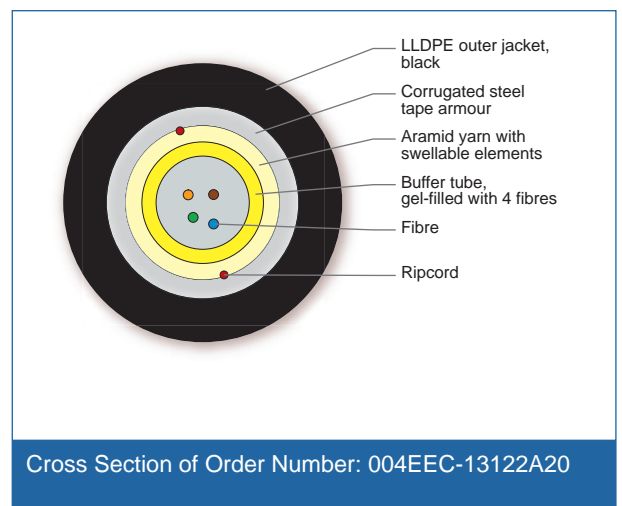 LLDPE outer jacket,
black
Corrugated steel
tape armour
Aramid yarn with
swellable elements
Buffer tube,
gel-filled with 4 fibres
Fibre
Ripcord
Cross Section of Order Number: 004EEC-13122A20